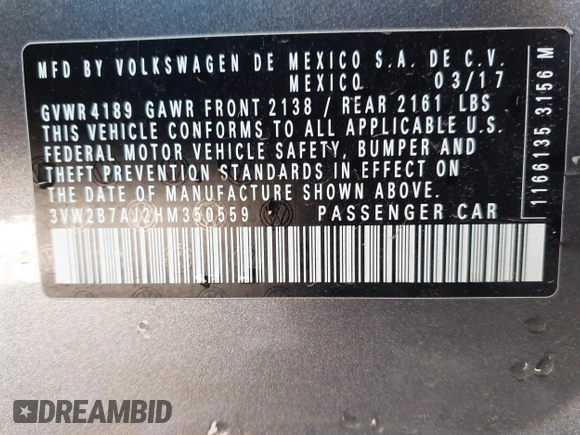 MFD BY VOLKSWAGEN DE MEXICO S.A. DE C.V.
MEXICO 03/17
GVWR 4189 GAWR FRONT 2138 / REAR 2161 LBS
THIS VEHICLE CONFORMS TO ALL APPLICABLE U.S.
FEDERAL MOTOR VEHICLE SAFETY, BUMPER AND
THEFT PREVENTION STANDARDS IN EFFECT ON
THE DATE OF MANUFACTURE SHOWN ABOVE.
3VW2B7AJ2HM350559 PASSENGER CAR
1166135 3156 M
DREAMBID